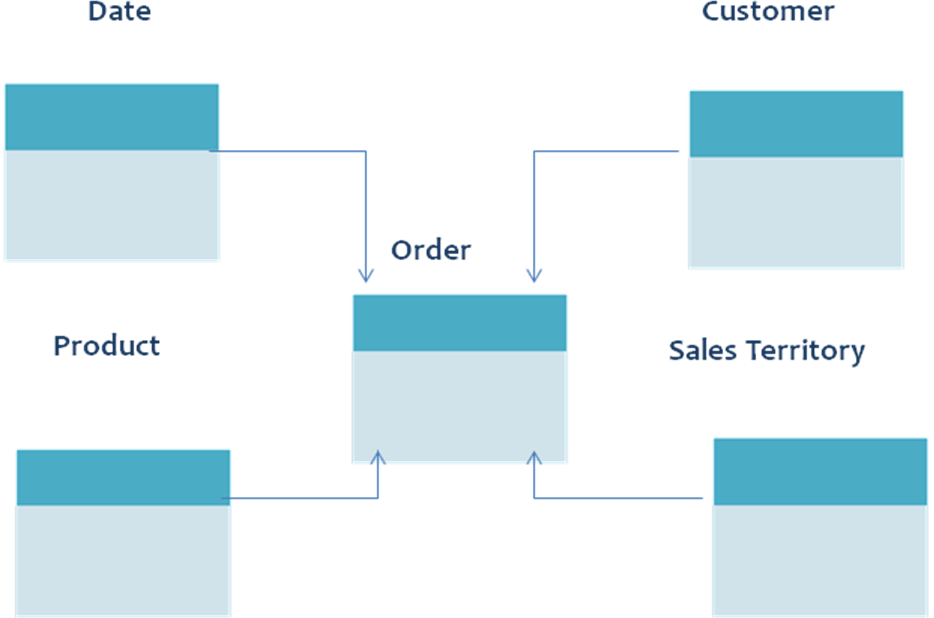 Date
Customer
Order
Product
Sales Territory